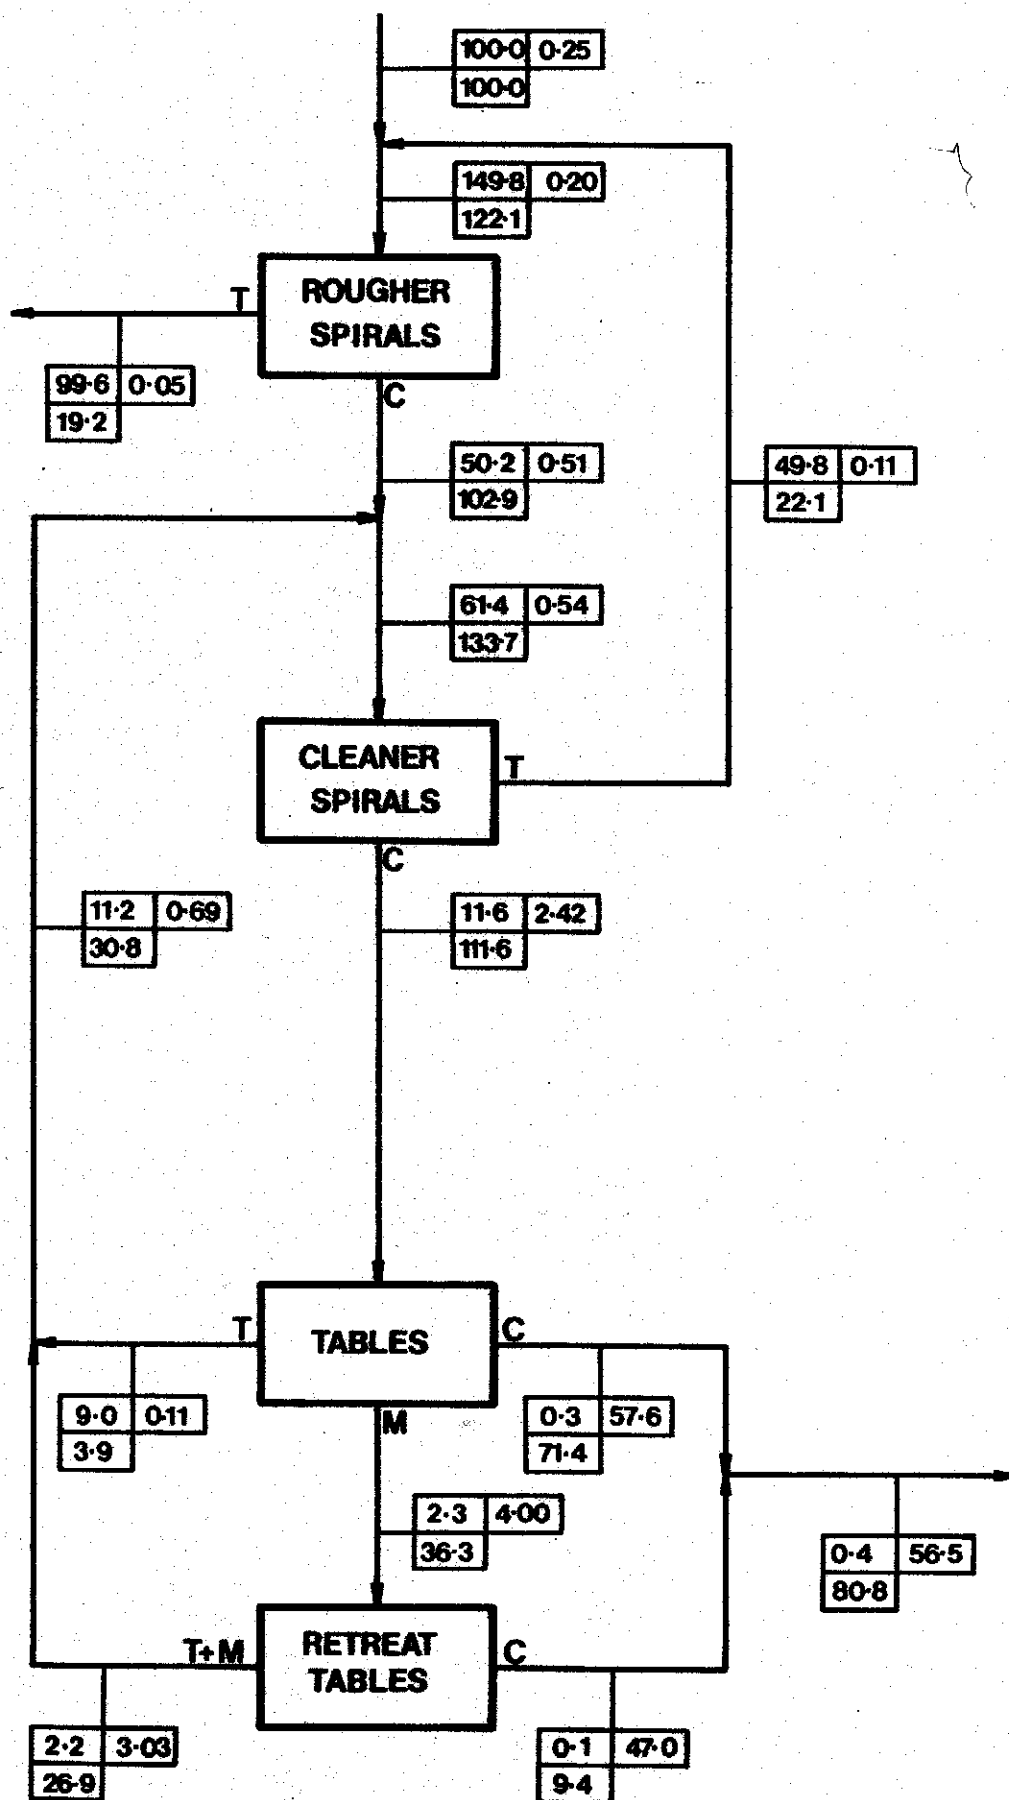 100·0 0·25
100·0
149·8 0·20
122·1
ROUGHER
SPIRALS
T
C
99·6 0·05
19·2
50·2 0·51
102·9
49·8 0·11
22·1
61·4 0·54
133·7
CLEANER
SPIRALS
T
C
11·2 0·69
30·8
11·6 2·42
111·6
T
TABLES
C
M
9·0 0·11
3·9
0·3 57·6
71·4
2·3 4·00
36·3
0·4 56·5
80·8
T+M
RETREAT
TABLES
C
2·2 3·03
26·9
0·1 47·0
9·4